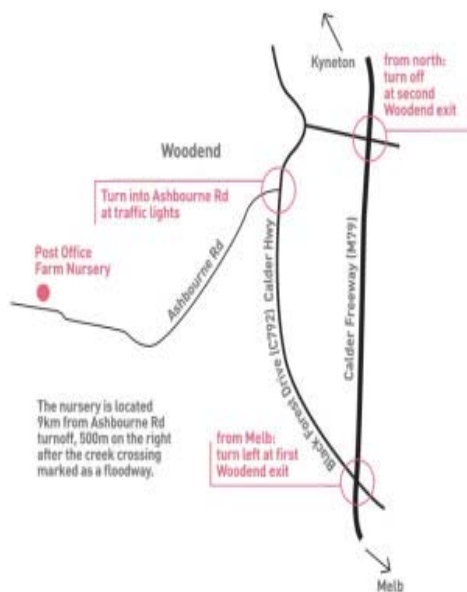 Kyneton
from north:
turn off
at second
Woodend exit
Woodend
Turn into Ashbourne Rd
at traffic lights
Post Office
Farm Nursery
Ashbourne Rd
Black Forest Drive (C792) Calder Hwy
Calder Freeway (M79)
The nursery is located
9km from Ashbourne Rd
turnoff, 500m on the right
after the creek crossing
marked as a floodway.
from Melb:
turn left at first
Woodend exit
Melb